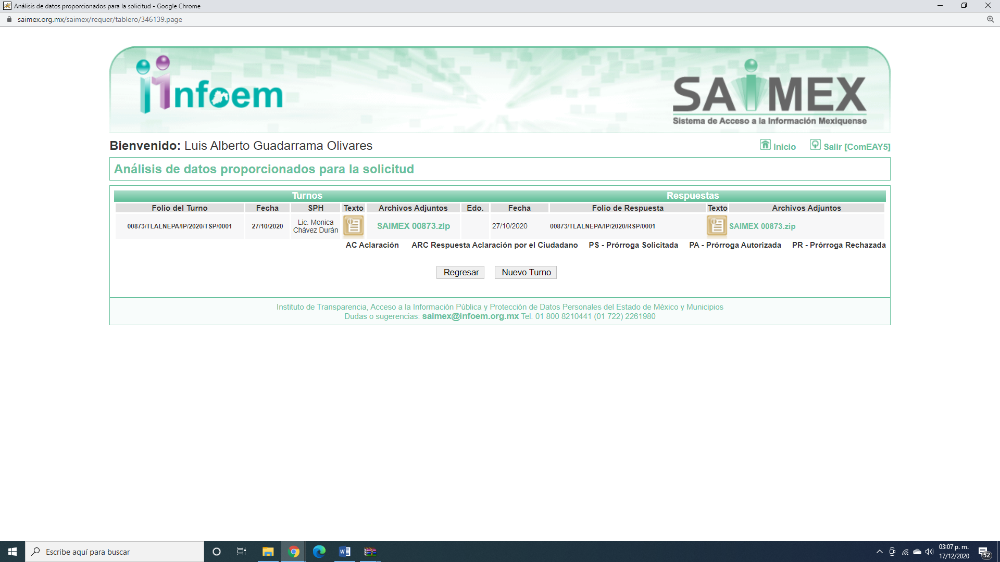 Análisis de datos proporcionados para la solicitud - Google Chrome
saimex.org.mx/saimex/requer/tablero/346139.page
infoem
SAIMEX
Sistema de Acceso a la Información Mexiquense
Bienvenido: Luis Alberto Guadarrama Olivares
Inicio Salir [ComEAY5]
Análisis de datos proporcionados para la solicitud
Turnos Respuestas
Folio del Turno Fecha SPH Texto Archivos Adjuntos Edo. Fecha Folio de Respuesta Texto Archivos Adjuntos
00873/TLALNEPA/IP/2020/TSP/0001 27/10/2020 Lic. Monica Chávez Durán SAIMEX 00873.zip 27/10/2020 00873/TLALNEPA/IP/2020/RSP/0001 SAIMEX 00873.zip
AC Aclaración ARC Respuesta Aclaración por el Ciudadano PS - Prórroga Solicitada PA - Prórroga Autorizada PR - Prórroga Rechazada
Regresar Nuevo Turno
Instituto de Transparencia, Acceso a la Información Pública y Protección de Datos Personales del Estado de México y Municipios
Dudas o sugerencias: saimex@infoem.org.mx Tel. 01 800 8210441 (01 722) 2261980
Escribe aquí para buscar
03:07 p. m.
17/12/2020
52